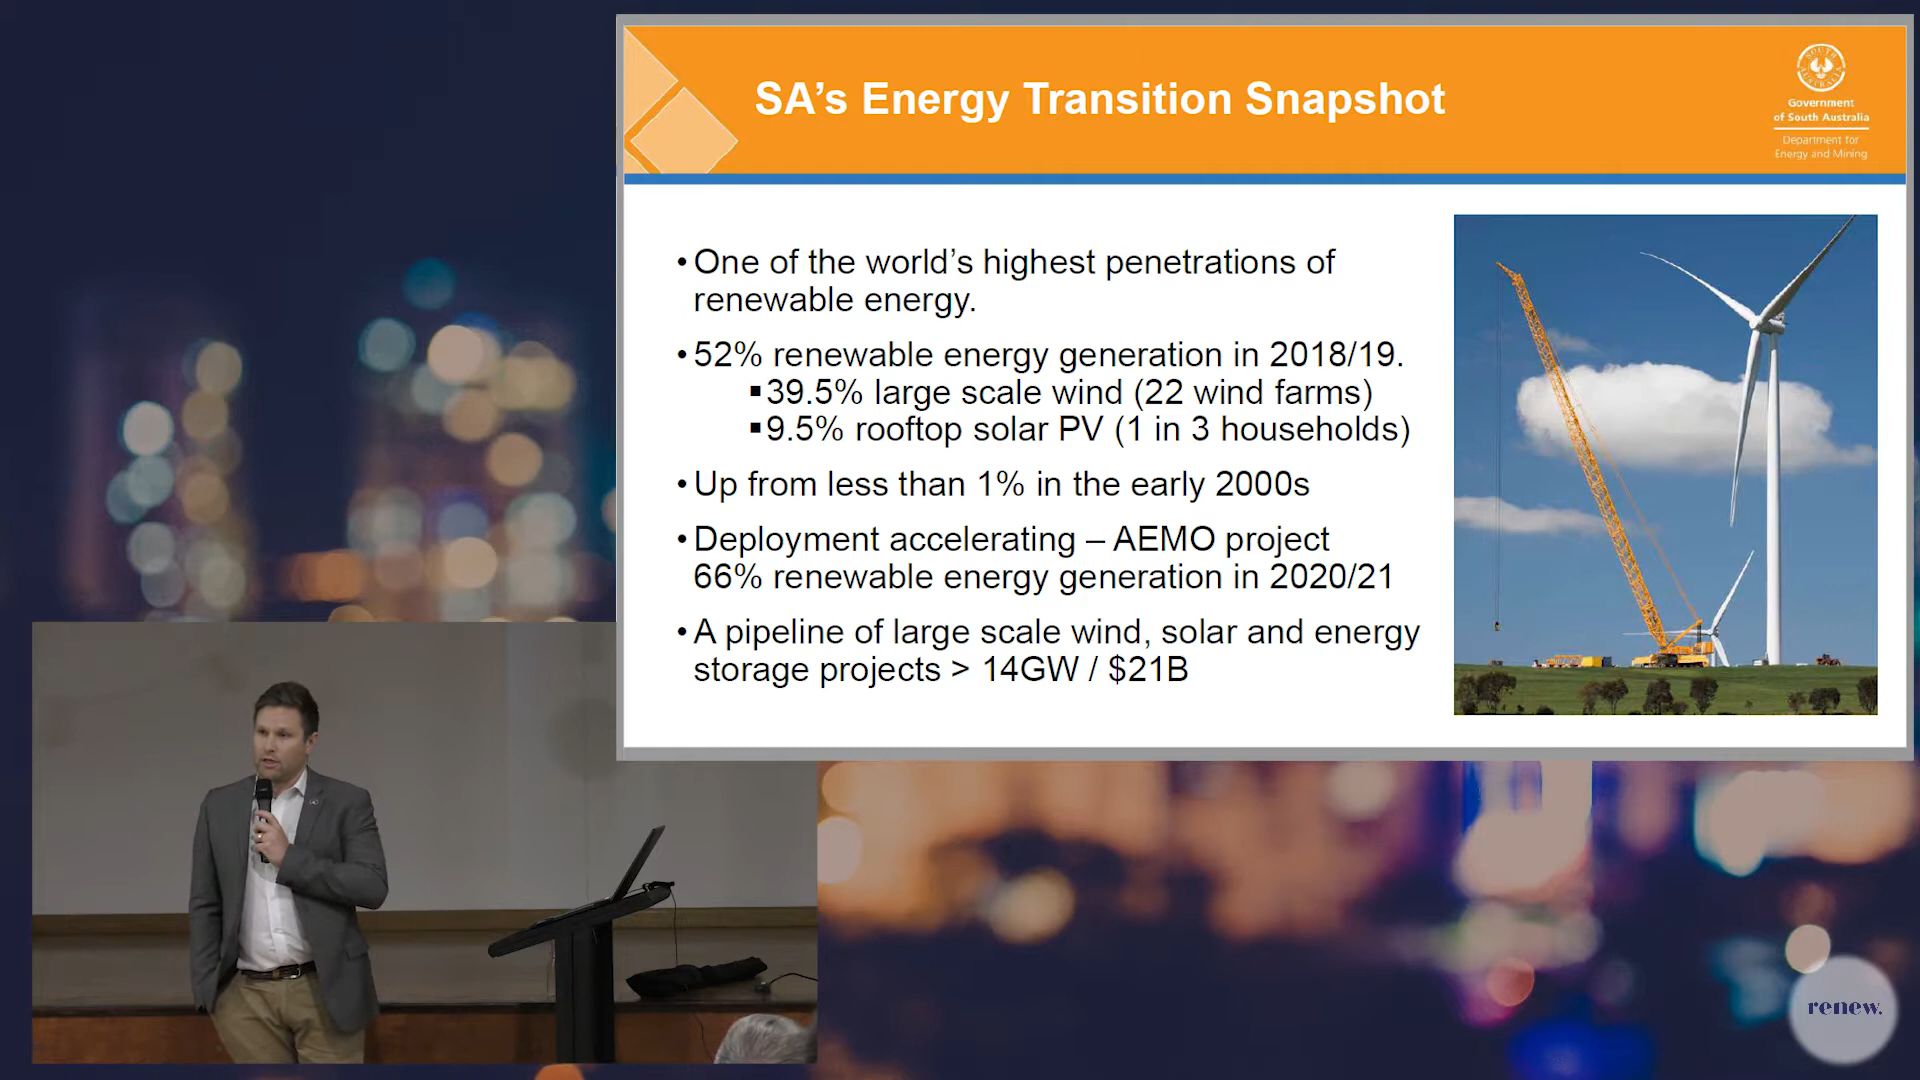 SA's Energy Transition Snapshot
SOUTH AUSTRALIA
Government
of South Australia
Department for
Energy and Mining
• One of the world's highest penetrations of
renewable energy.
• 52% renewable energy generation in 2018/19.
▪ 39.5% large scale wind (22 wind farms)
▪ 9.5% rooftop solar PV (1 in 3 households)
• Up from less than 1% in the early 2000s
• Deployment accelerating – AEMO project
66% renewable energy generation in 2020/21
• A pipeline of large scale wind, solar and energy
storage projects > 14GW / $21B
renew.